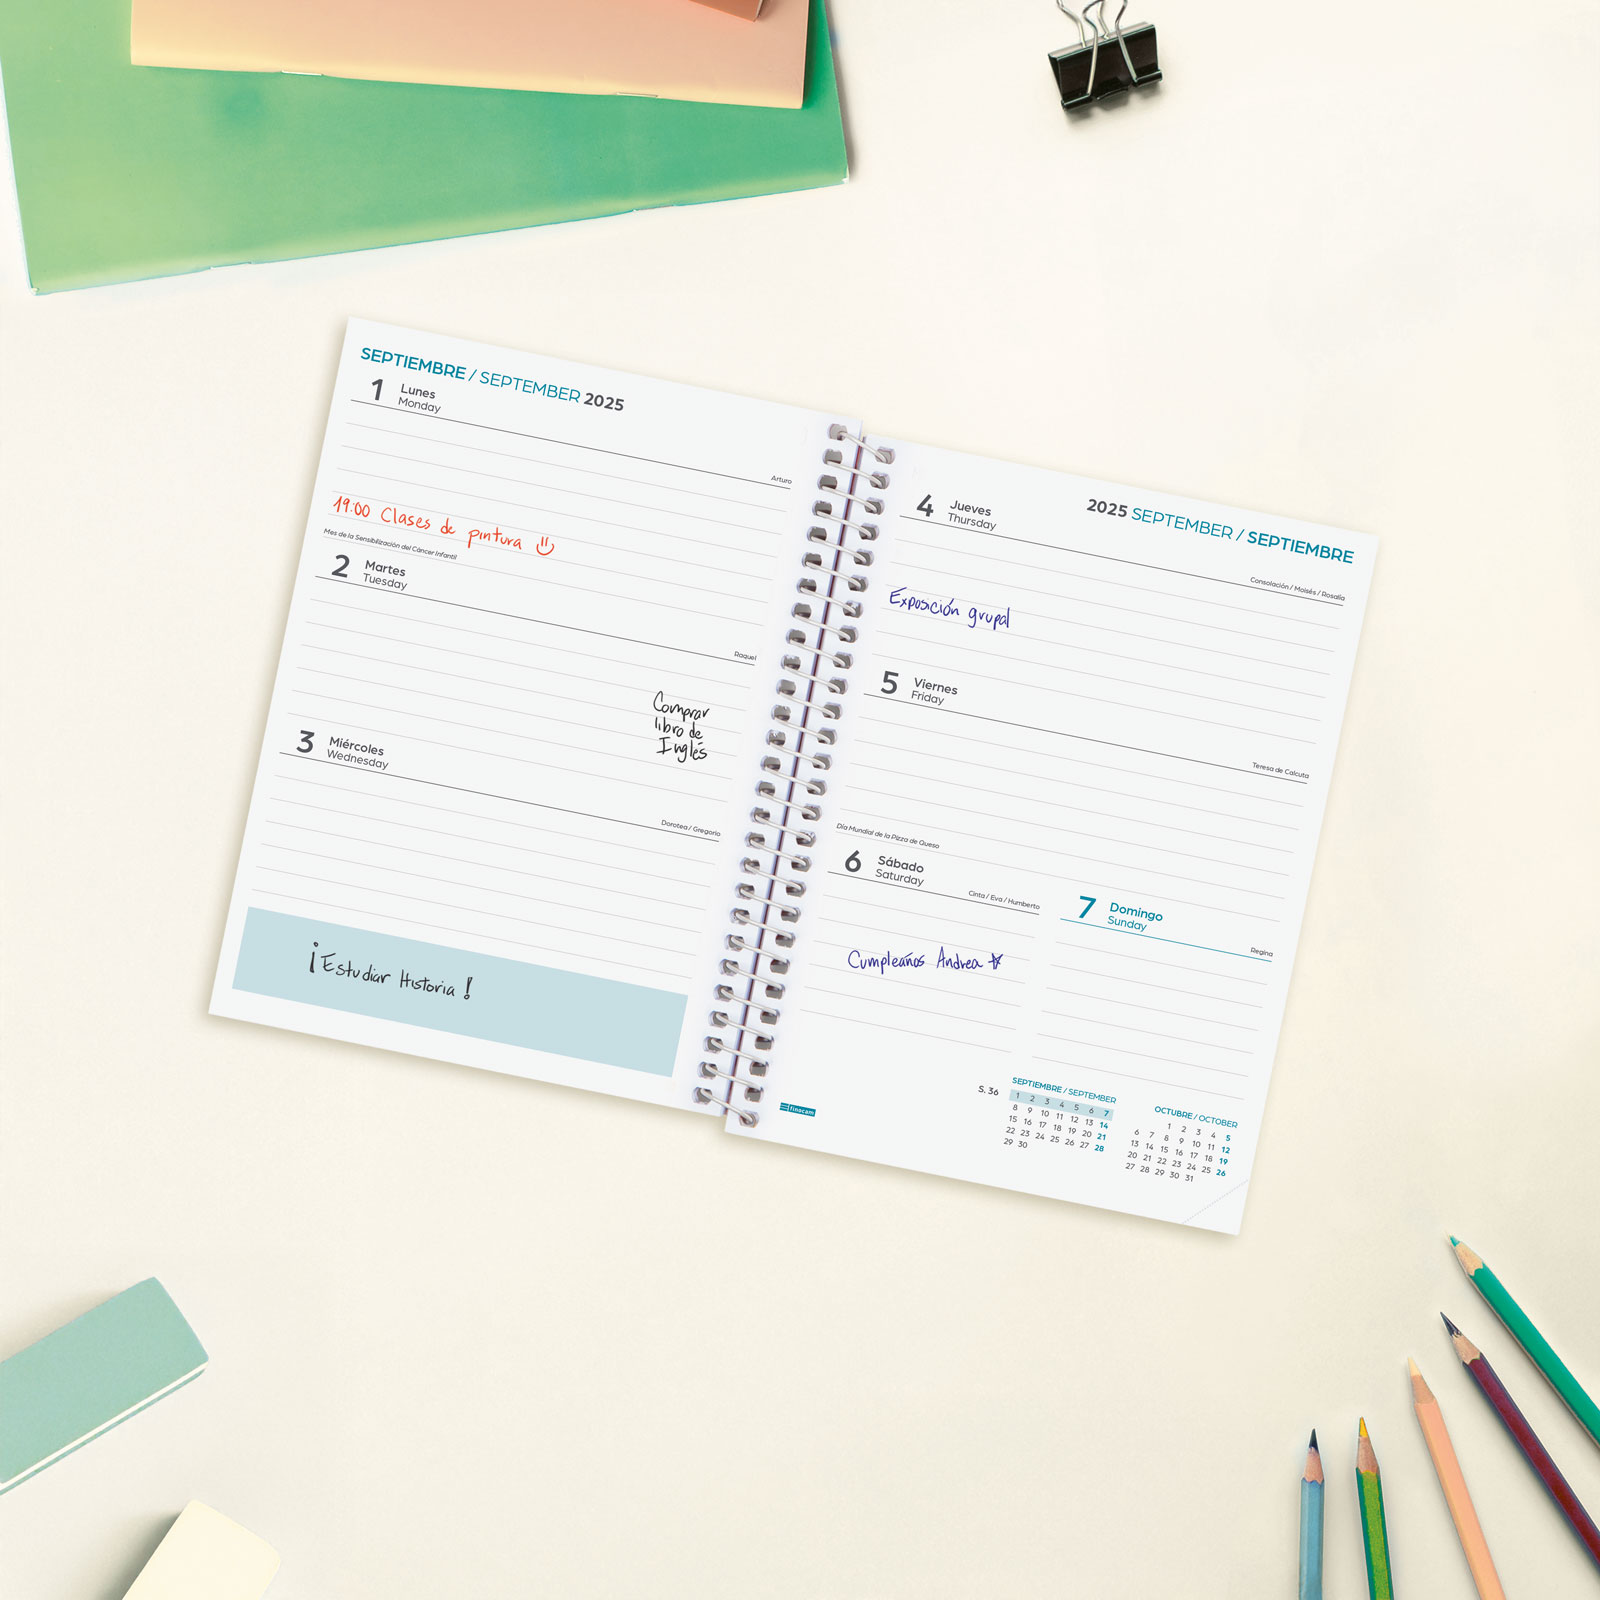 SEPTIEMBRE / SEPTEMBER 2025
1 Lunes
Monday
Arturo
19:00 Clases de pintura
Mes de la Sensibilización del Cáncer Infantil
2 Martes
Tuesday
Raquel
Comprar
libro de
Inglés
3 Miércoles
Wednesday
Dorotea / Gregorio
¡Estudiar Historia!
2025 SEPTEMBER / SEPTIEMBRE
4 Jueves
Thursday
Consolación / Moisés / Rosalía
Exposición grupal
5 Viernes
Friday
Teresa de Calcuta
Día Mundial de la Pizza de Queso
6 Sábado
Saturday
Cinta / Eva / Humberto
Cumpleaños Andrea
7 Domingo
Sunday
Regina
finocam
S. 36
SEPTIEMBRE / SEPTEMBER
1 2 3 4 5 6 7
8 9 10 11 12 13 14
15 16 17 18 19 20 21
22 23 24 25 26 27 28
29 30
OCTUBRE / OCTOBER
1 2 3 4 5
6 7 8 9 10 11 12
13 14 15 16 17 18 19
20 21 22 23 24 25 26
27 28 29 30 31